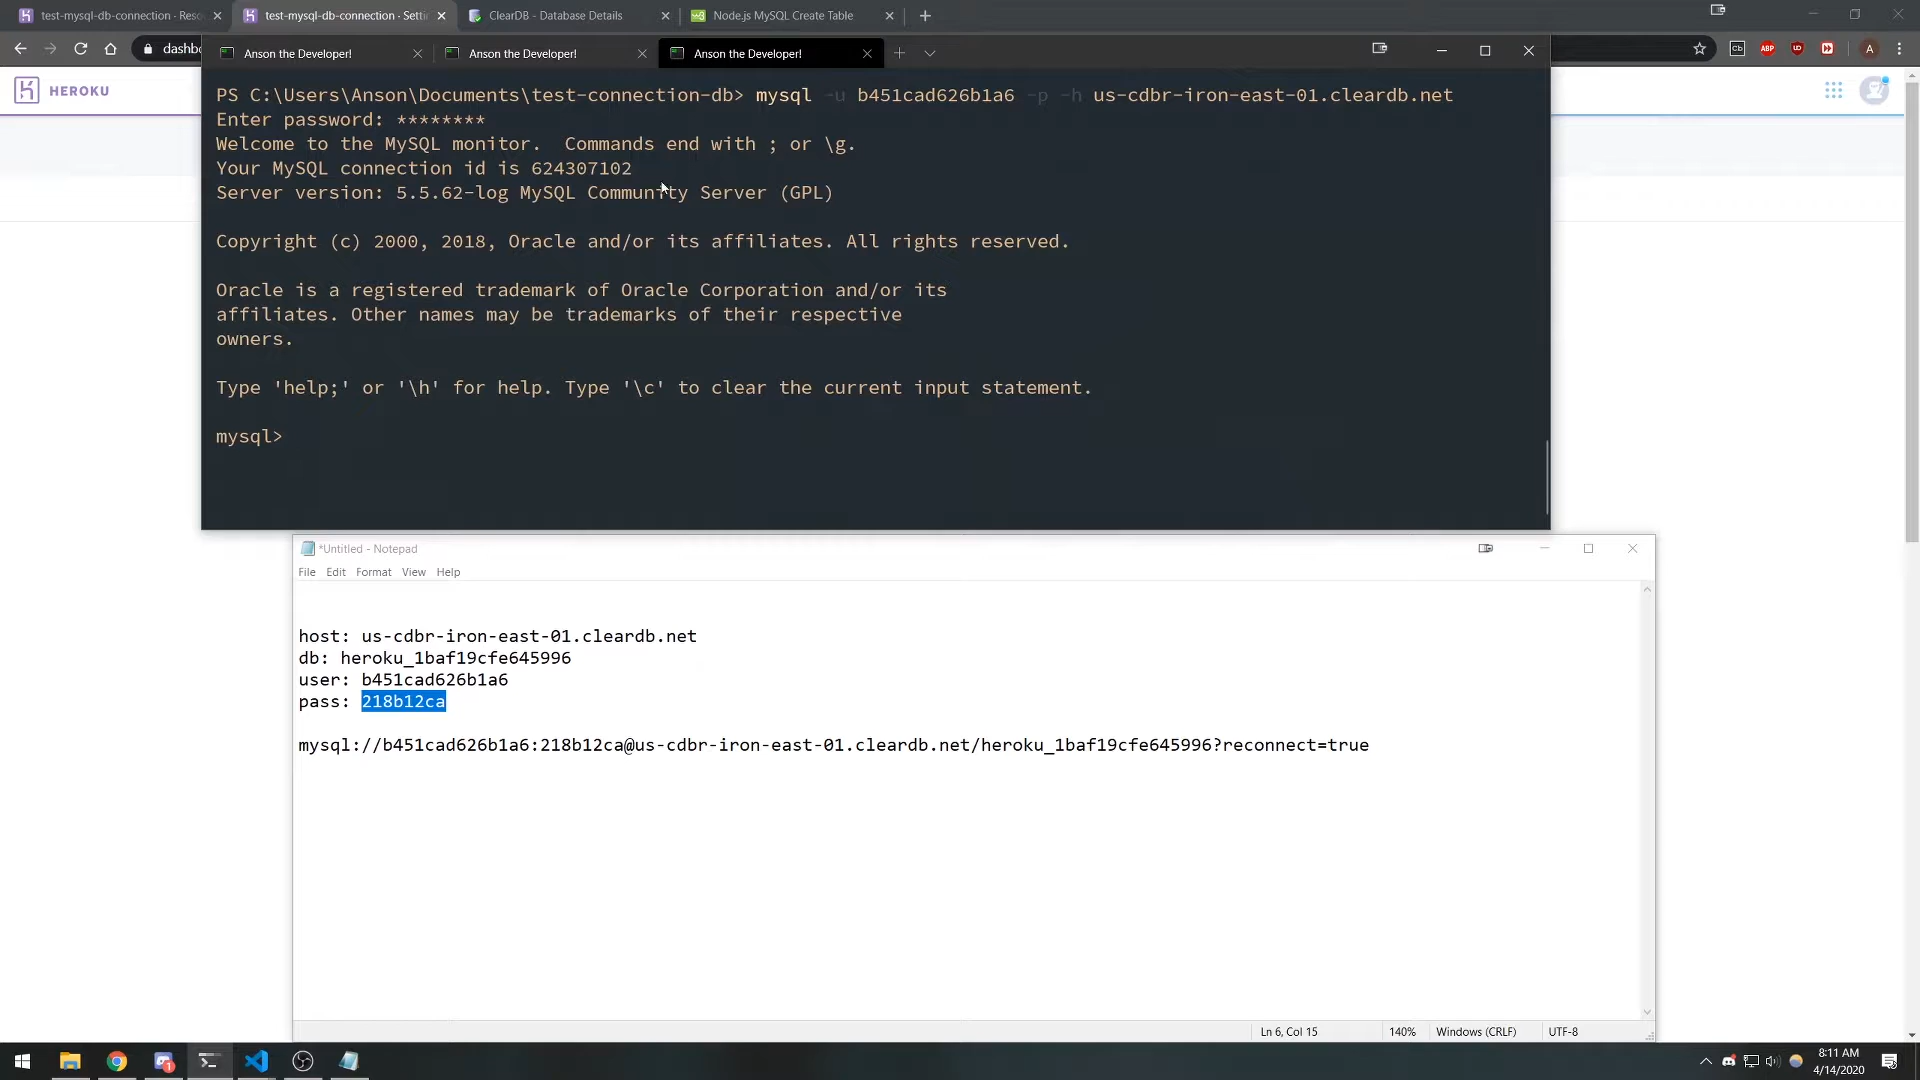 test-mysql-db-connection · Reso
test-mysql-db-connection · Setti
ClearDB - Database Details
Node.js MySQL Create Table
dashb
HEROKU
Anson the Developer!
Anson the Developer!
Anson the Developer!
PS C:\Users\Anson\Documents\test-connection-db> mysql -u b451cad626b1a6 -p -h us-cdbr-iron-east-01.cleardb.net
Enter password: ********
Welcome to the MySQL monitor.  Commands end with ; or \g.
Your MySQL connection id is 624307102
Server version: 5.5.62-log MySQL Community Server (GPL)
Copyright (c) 2000, 2018, Oracle and/or its affiliates. All rights reserved.
Oracle is a registered trademark of Oracle Corporation and/or its
affiliates. Other names may be trademarks of their respective
owners.
Type 'help;' or '\h' for help. Type '\c' to clear the current input statement.
mysql>
*Untitled - Notepad
File Edit Format View Help
host: us-cdbr-iron-east-01.cleardb.net
db: heroku_1baf19cfe645996
user: b451cad626b1a6
pass: 218b12ca
mysql://b451cad626b1a6:218b12ca@us-cdbr-iron-east-01.cleardb.net/heroku_1baf19cfe645996?reconnect=true
Ln 6, Col 15 140% Windows (CRLF) UTF-8
8:11 AM
4/14/2020